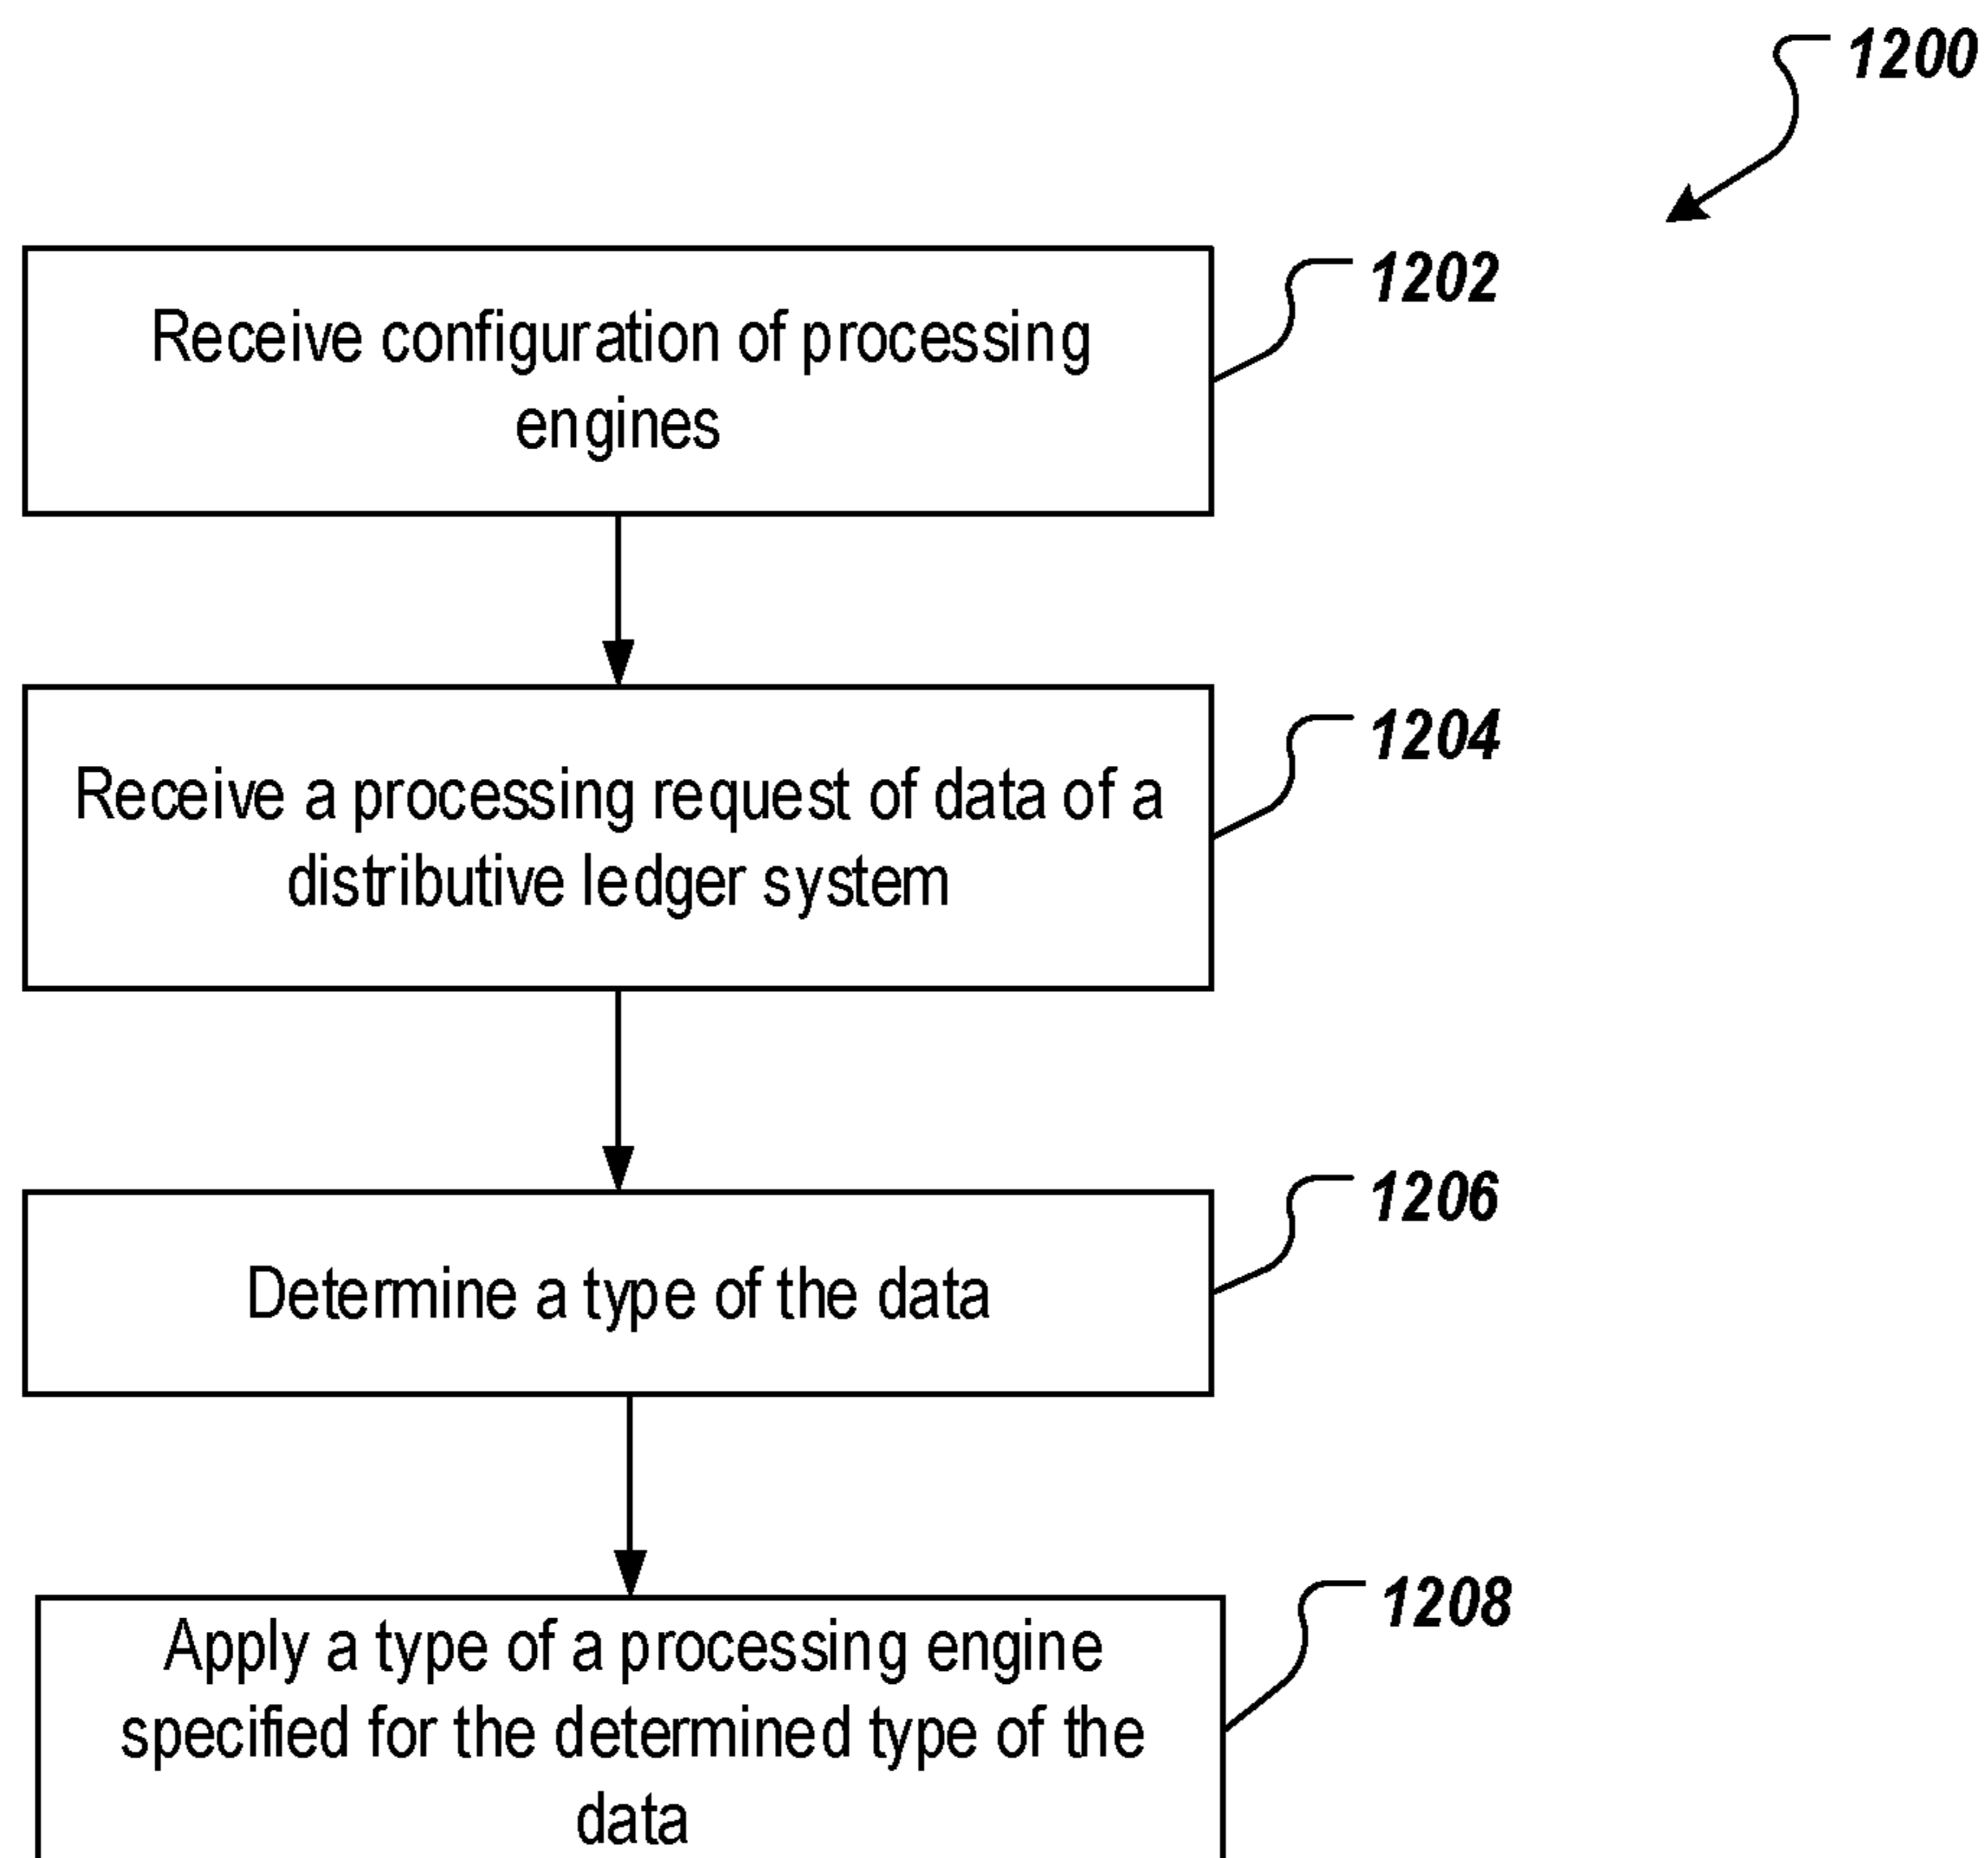 1200
1202
Receive configuration of processing
engines
1204
Receive a processing request of data of a
distributive ledger system
1206
Determine a type of the data
1208
Apply a type of a processing engine
specified for the determined type of the
data